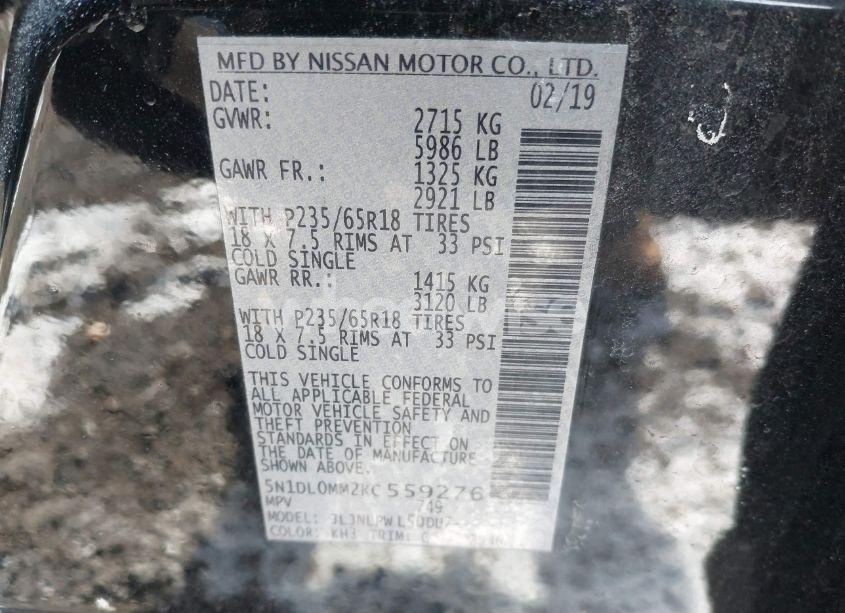 MFD BY NISSAN MOTOR CO., LTD.
DATE: 02/19
GVWR: 2715 KG
5986 LB
GAWR FR.: 1325 KG
2921 LB
WITH P235/65R18 TIRES
18 X 7.5 RIMS AT 33 PSI
COLD SINGLE
GAWR RR.: 1415 KG
3120 LB
WITH P235/65R18 TIRES
18 X 7.5 RIMS AT 33 PSI
COLD SINGLE
THIS VEHICLE CONFORMS TO
ALL APPLICABLE FEDERAL
MOTOR VEHICLE SAFETY AND
THEFT PREVENTION
STANDARDS IN EFFECT ON
THE DATE OF MANUFACTURE
SHOWN ABOVE.
5N1DL0MM2KC559276
MPV 749
MODEL:
COLOR: KH3 TRIM: